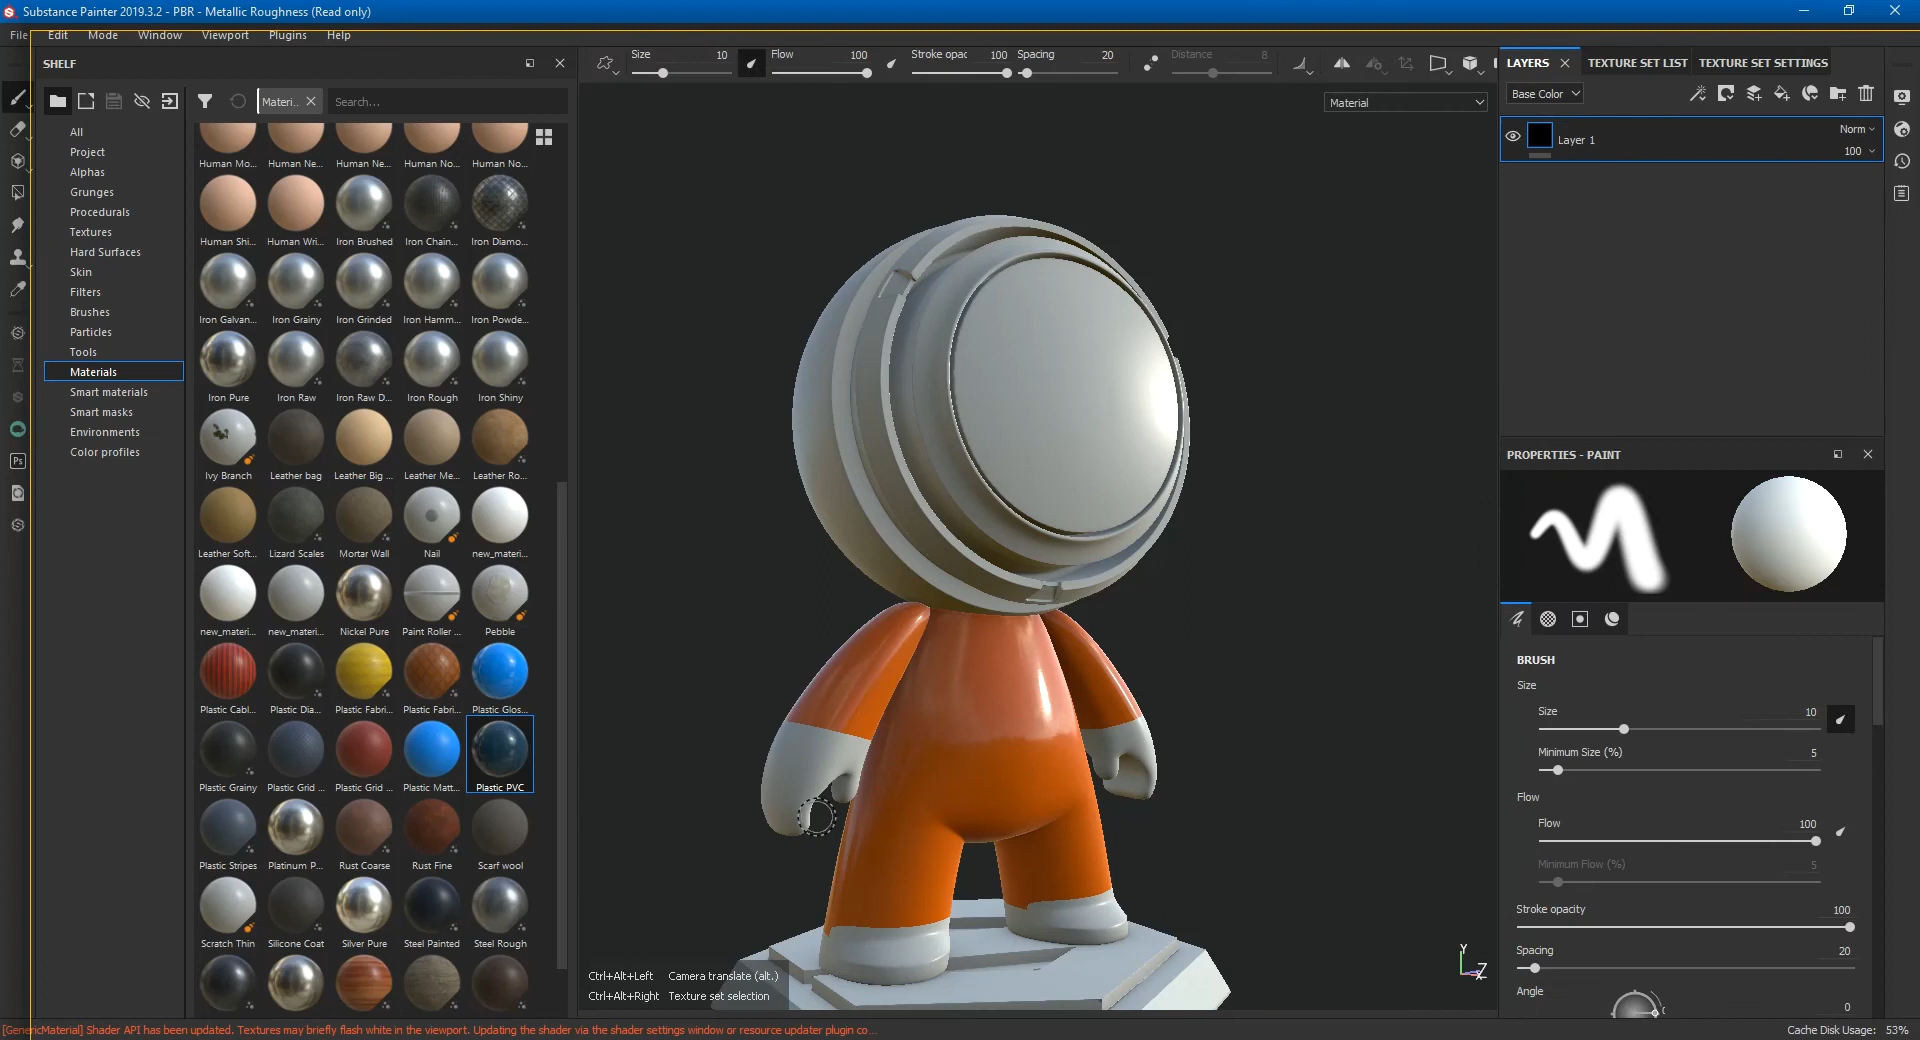 Substance Painter 2019.3.2 - PBR - Metallic Roughness (Read only)
File Edit Mode Window Viewport Plugins Help
SHELF
Size 10 Flow 100 Stroke opac 100 Spacing 20 Distance 8
LAYERS TEXTURE SET LIST TEXTURE SET SETTINGS
Materi... Search...
Material
Base Color
Layer 1
Norm
100
All
Project
Alphas
Grunges
Procedurals
Textures
Hard Surfaces
Skin
Filters
Brushes
Particles
Tools
Materials
Smart materials
Smart masks
Environments
Color profiles
Human Mo... Human Ne... Human Ne... Human No... Human No...
Human Shi... Human Wri... Iron Brushed Iron Chain... Iron Diamo...
Iron Galvan... Iron Grainy Iron Grinded Iron Hamm... Iron Powde...
Iron Pure Iron Raw Iron Raw D... Iron Rough Iron Shiny
Ivy Branch Leather bag Leather Big ... Leather Me... Leather Ro...
Leather Soft... Lizard Scales Mortar Wall Nail new_materi...
new_materi... new_materi... Nickel Pure Paint Roller ... Pebble
Plastic Cabl... Plastic Dia... Plastic Fabri... Plastic Fabri... Plastic Glos...
Plastic Grainy Plastic Grid ... Plastic Grid ... Plastic Matt... Plastic PVC
Plastic Stripes Platinum P... Rust Coarse Rust Fine Scarf wool
Scratch Thin Silicone Coat Silver Pure Steel Painted Steel Rough
Ps
Ctrl+Alt+Left Camera translate (alt.)
Ctrl+Alt+Right Texture set selection
Y
Z
X
PROPERTIES - PAINT
BRUSH
Size
Size 10
Minimum Size (%) 5
Flow
Flow 100
Minimum Flow (%) 5
Stroke opacity 100
Spacing 20
Angle 0
[GenericMaterial] Shader API has been updated. Textures may briefly flash white in the viewport. Updating the shader via the shader settings window or resource updater plugin co...
Cache Disk Usage: 53%